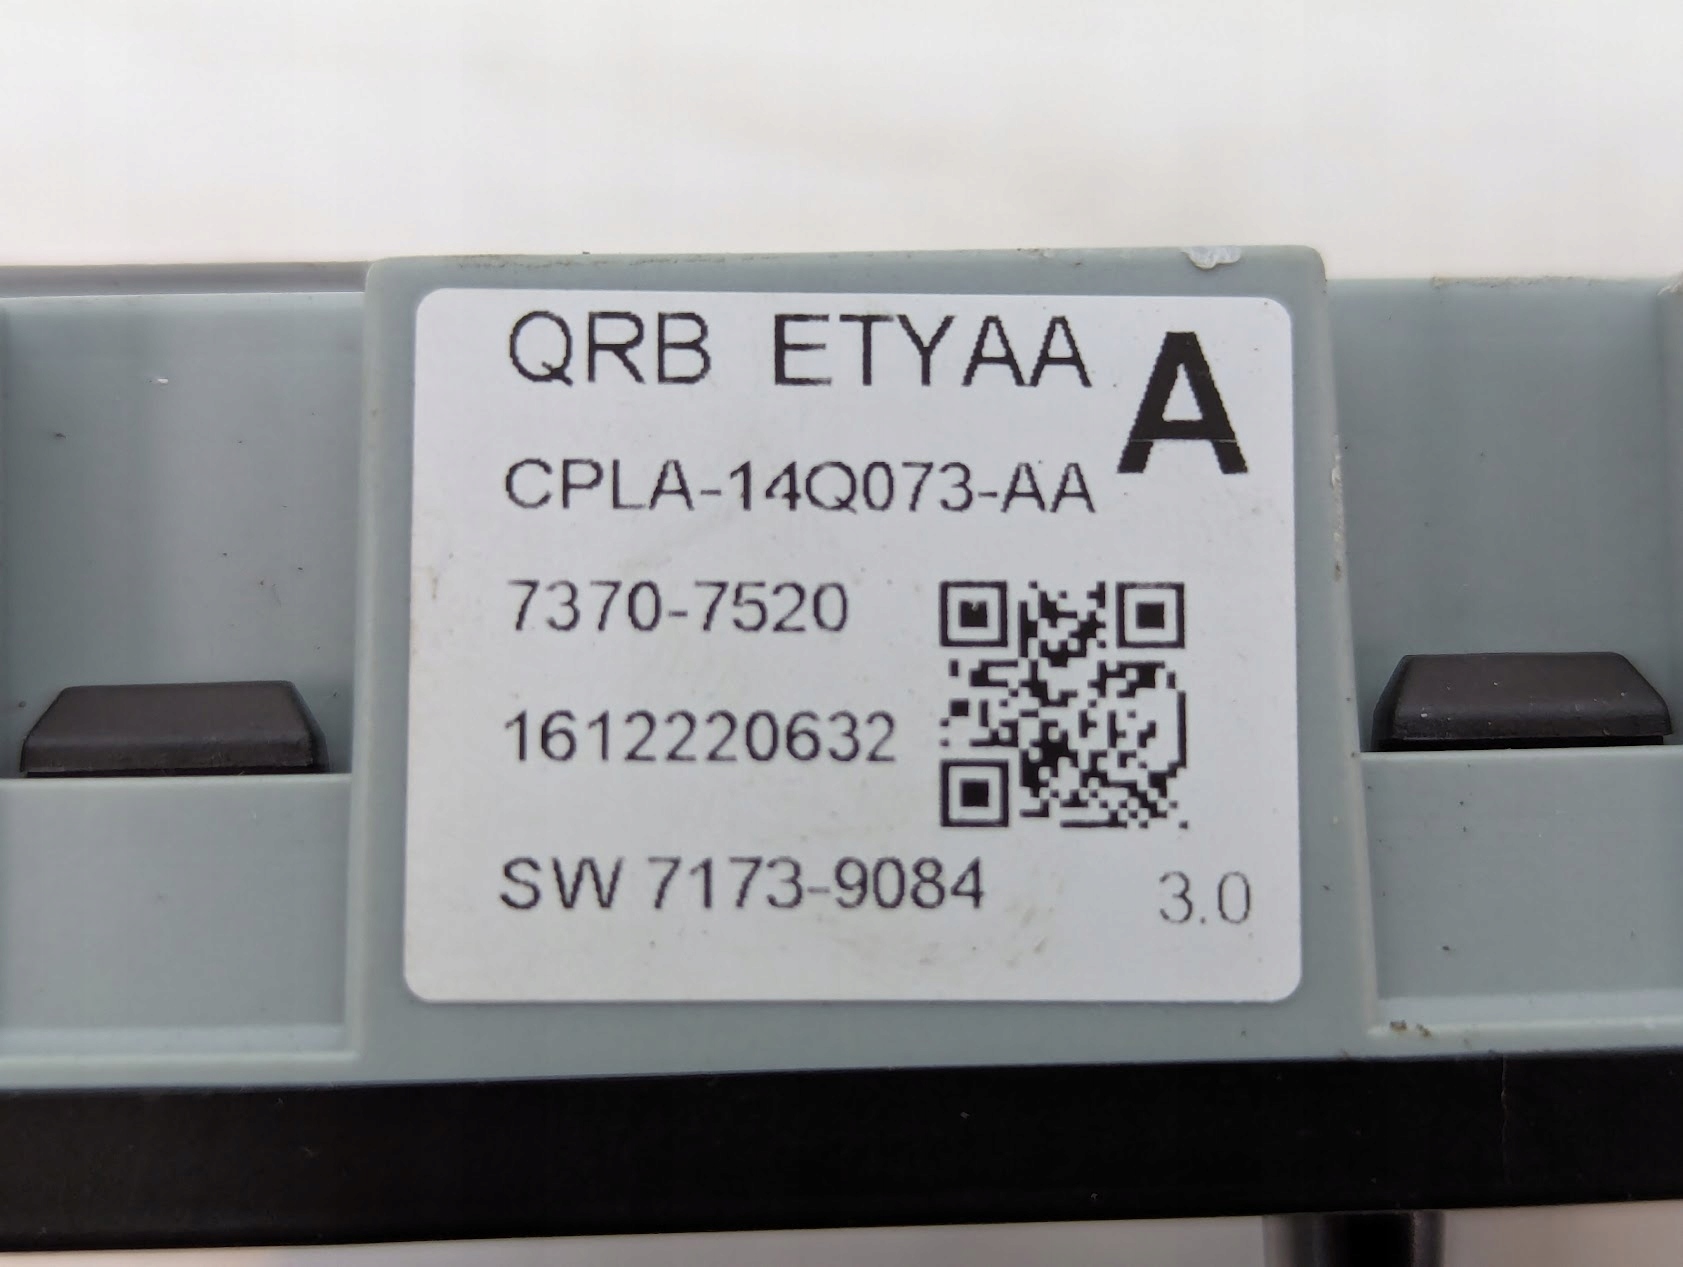 QRB ETYAA
A
CPLA-14Q073-AA
7370-7520
1612220632
SW 7173-9084
3.0